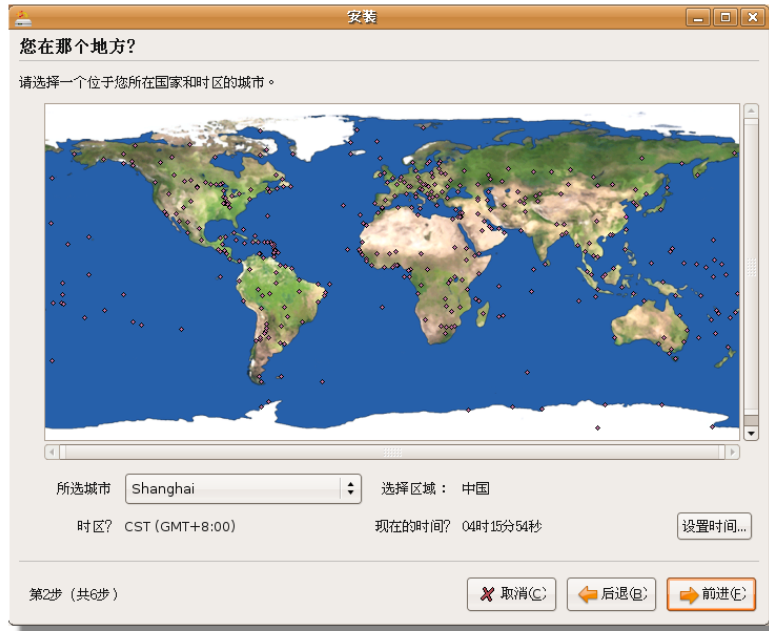 安装
您在那个地方?
请选择一个位于您所在国家和时区的城市。
所选城市 Shanghai 选择区域： 中国
时区? CST (GMT+8:00) 现在的时间? 04时15分54秒 设置时间...
第2步 (共6步) 取消(C) 后退(B) 前进(F)